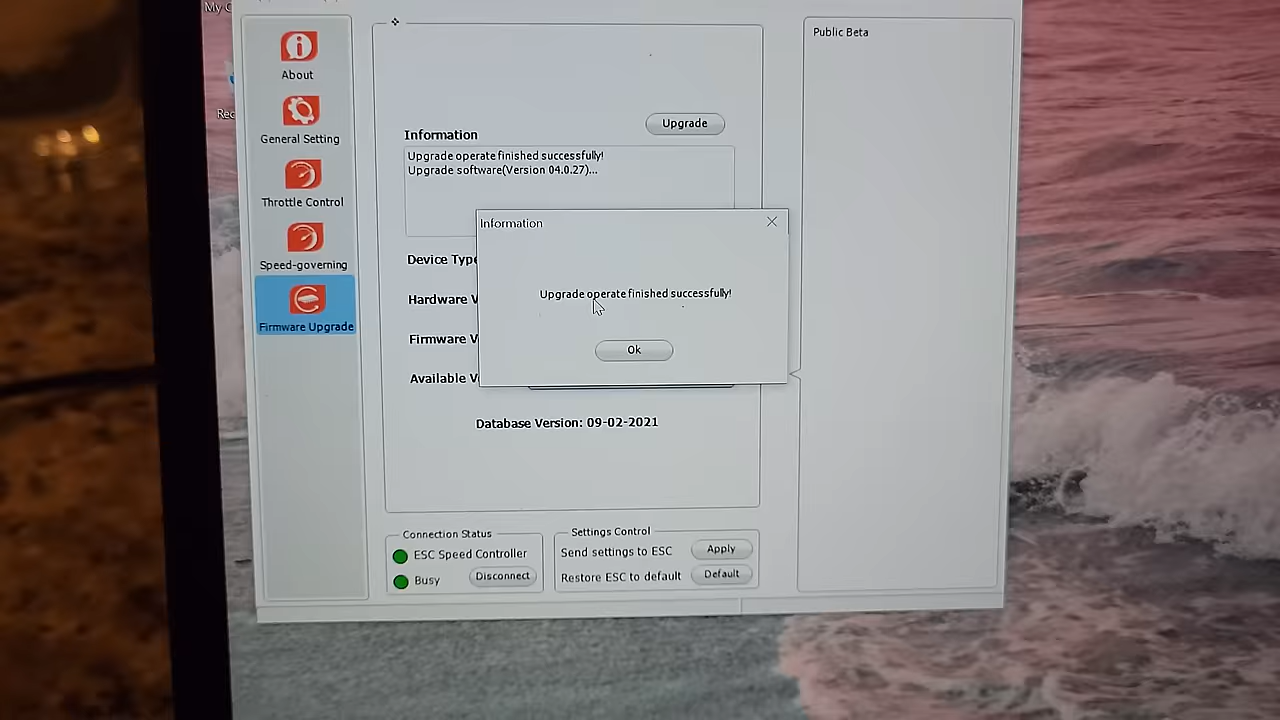 My C
Rec
About
General Setting
Throttle Control
Speed-governing
Firmware Upgrade
Upgrade
Information
Upgrade operate finished successfully!
Upgrade software(Version 04.0.27)...
Device Type
Hardware V
Firmware V
Available V
Information
Upgrade operate finished successfully!
Ok
Database Version: 09-02-2021
Connection Status
ESC Speed Controller
Busy
Disconnect
Settings Control
Send settings to ESC
Apply
Restore ESC to default
Default
Public Beta